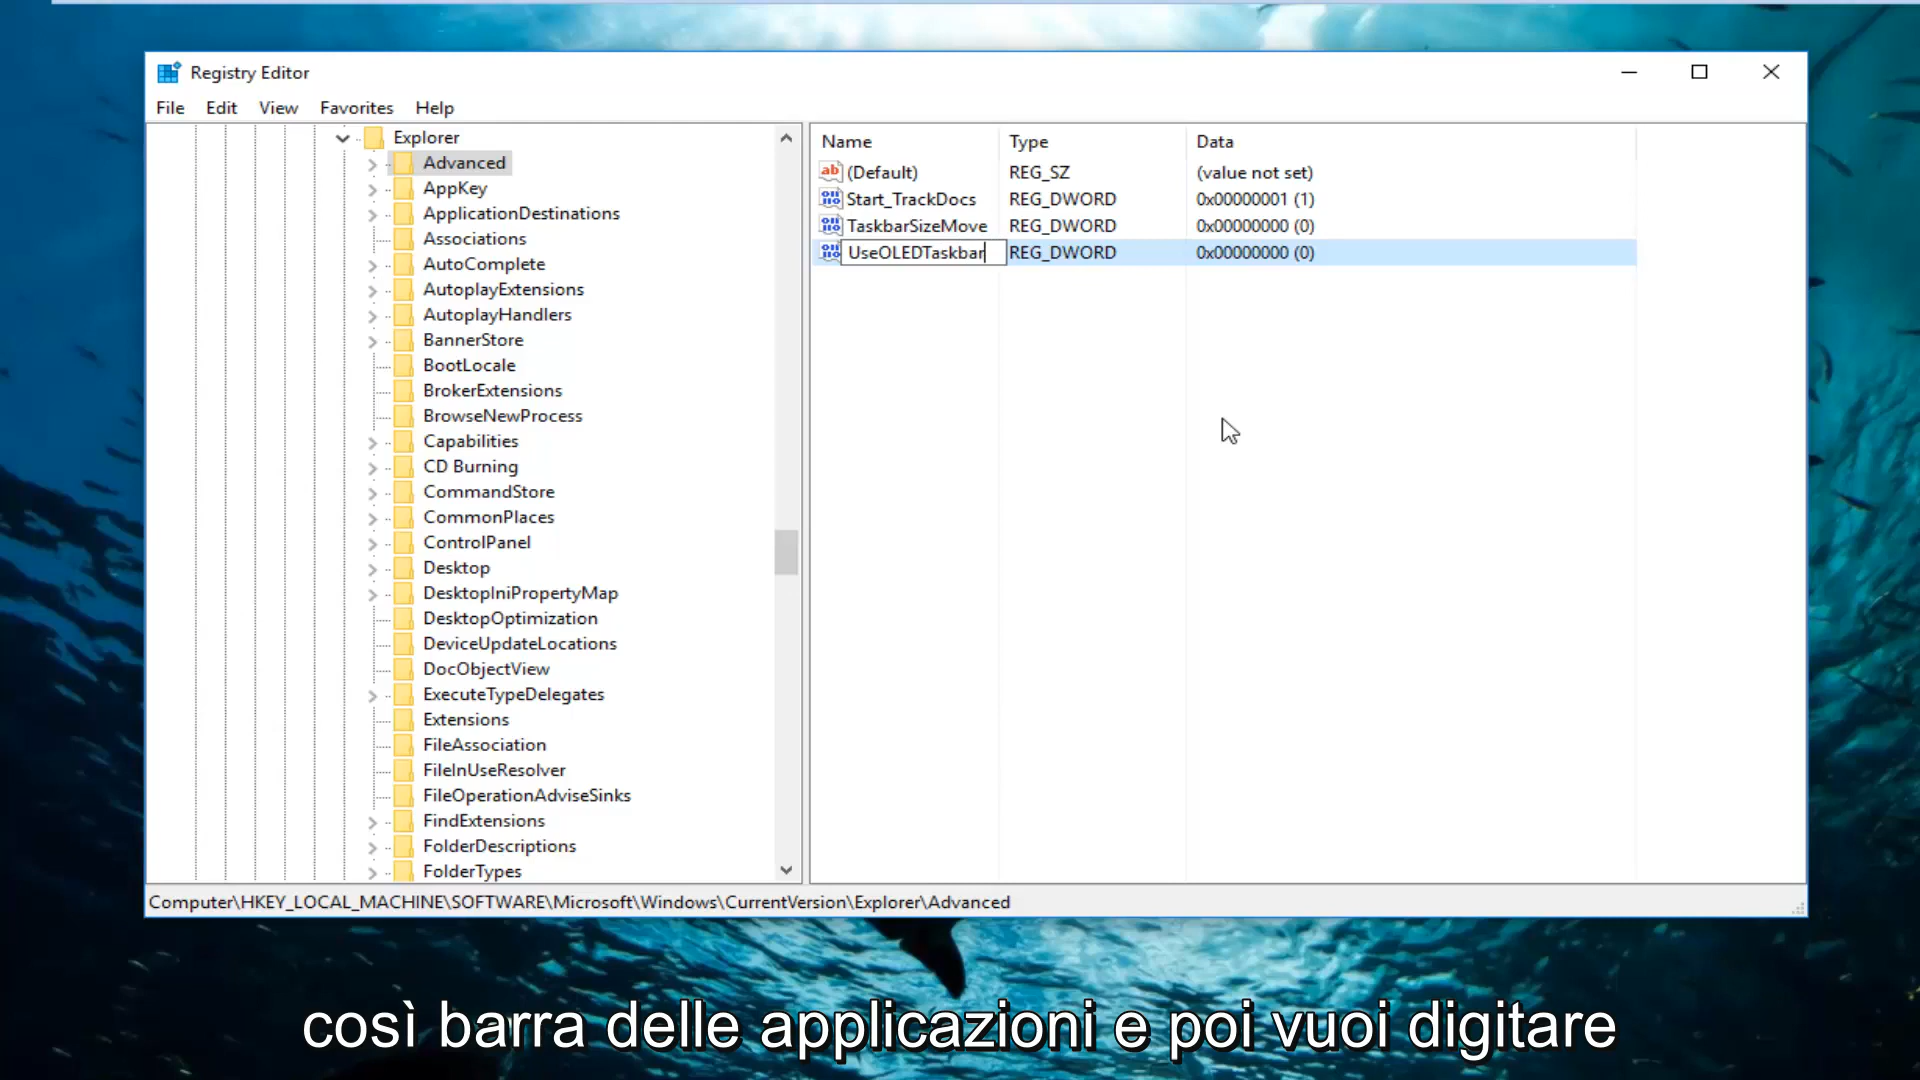 Registry Editor
File Edit View Favorites Help
Explorer
Advanced
AppKey
ApplicationDestinations
Associations
AutoComplete
AutoplayExtensions
AutoplayHandlers
BannerStore
BootLocale
BrokerExtensions
BrowseNewProcess
Capabilities
CD Burning
CommandStore
CommonPlaces
ControlPanel
Desktop
DesktopIniPropertyMap
DesktopOptimization
DeviceUpdateLocations
DocObjectView
ExecuteTypeDelegates
Extensions
FileAssociation
FileInUseResolver
FileOperationAdviseSinks
FindExtensions
FolderDescriptions
FolderTypes
Name Type Data
(Default) REG_SZ (value not set)
Start_TrackDocs REG_DWORD 0x00000001 (1)
TaskbarSizeMove REG_DWORD 0x00000000 (0)
UseOLEDTaskbar REG_DWORD 0x00000000 (0)
Computer\HKEY_LOCAL_MACHINE\SOFTWARE\Microsoft\Windows\CurrentVersion\Explorer\Advanced
così barra delle applicazioni e poi vuoi digitare